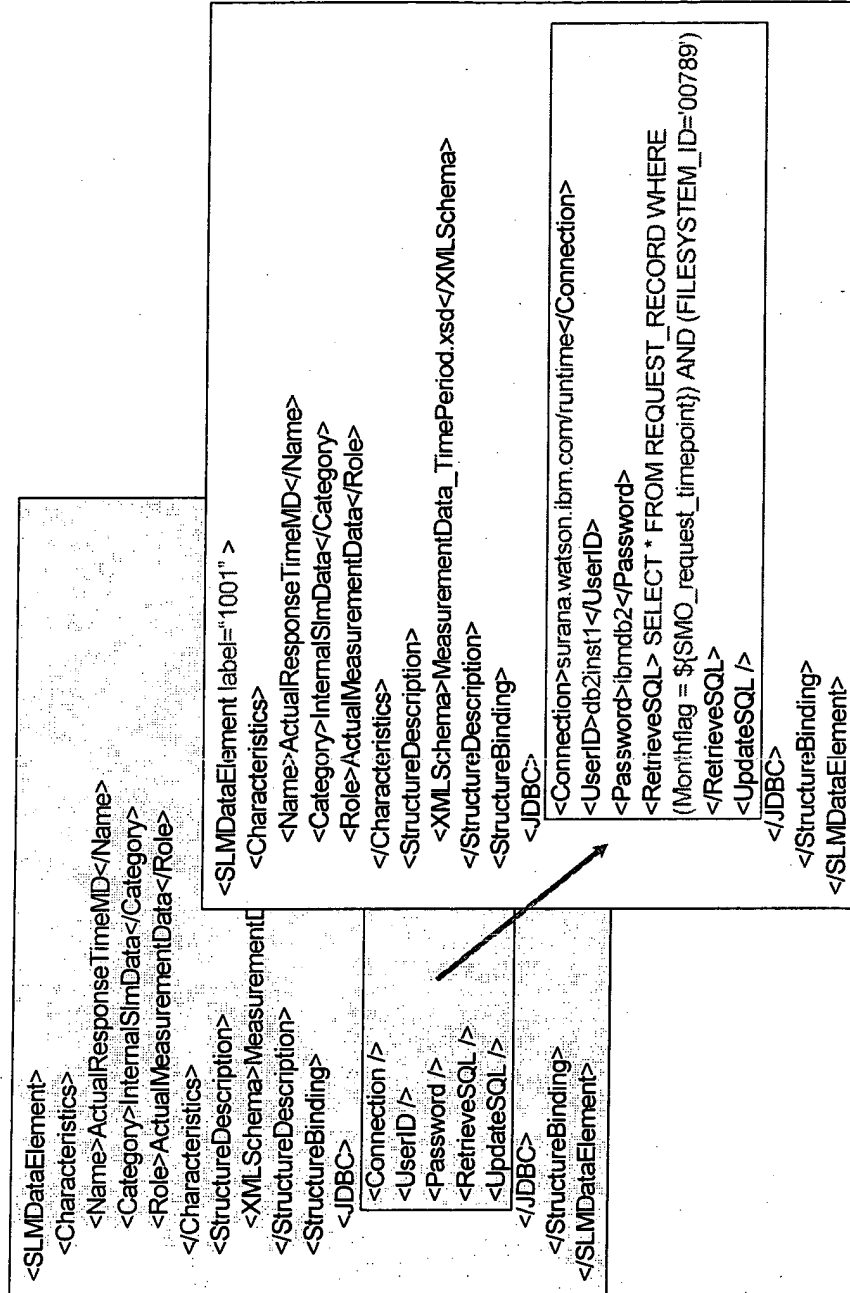 <SLMDataElement>
<Characteristics>
<Name>ActualResponseTimeMD</Name>
<Category>InternalSlmData</Category>
<Role>ActualMeasurementData</Role>
</Characteristics>
<StructureDescription>
<XMLSchema>MeasurementD
</StructureDescription>
<StructureBinding>
<JDBC>
<Connection />
<UserID />
<Password />
<RetrieveSQL />
<UpdateSQL />
</JDBC>
</StructureBinding>
</SLMDataElement>
<SLMDataElement label="1001" >
<Characteristics>
<Name>ActualResponseTimeMD</Name>
<Category>InternalSlmData</Category>
<Role>ActualMeasurementData</Role>
</Characteristics>
<StructureDescription>
<XMLSchema>MeasurementData_TimePeriod.xsd</XMLSchema>
</StructureDescription>
<StructureBinding>
<JDBC>
<Connection>surana.watson.ibm.com/runtime</Connection>
<UserID>db2inst1</UserID>
<Password>ibmdb2</Password>
<RetrieveSQL> SELECT * FROM REQUEST_RECORD WHERE
(Monthflag = ${SMO_request_timepoint}) AND (FILESYSTEM_ID='00789')
</RetrieveSQL>
<UpdateSQL />
</JDBC>
</StructureBinding>
</SLMDataElement>